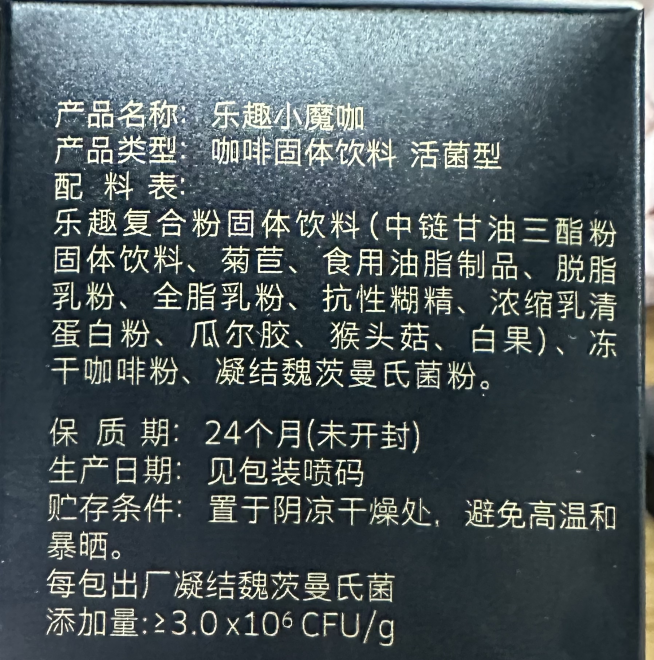 产品名称: 乐趣小魔咖
产品类型: 咖啡固体饮料 活菌型
配 料 表:
乐趣复合粉固体饮料(中链甘油三酯粉
固体饮料、菊苣、食用油脂制品、脱脂
乳粉、全脂乳粉、抗性糊精、浓缩乳清
蛋白粉、瓜尔胶、猴头菇、白果)、冻
干咖啡粉、凝结魏茨曼氏菌粉。
保 质 期: 24个月(未开封)
生产日期: 见包装喷码
贮存条件: 置于阴凉干燥处, 避免高温和
暴晒。
每包出厂凝结魏茨曼氏菌
添加量:≥3.0x10⁶ CFU/g